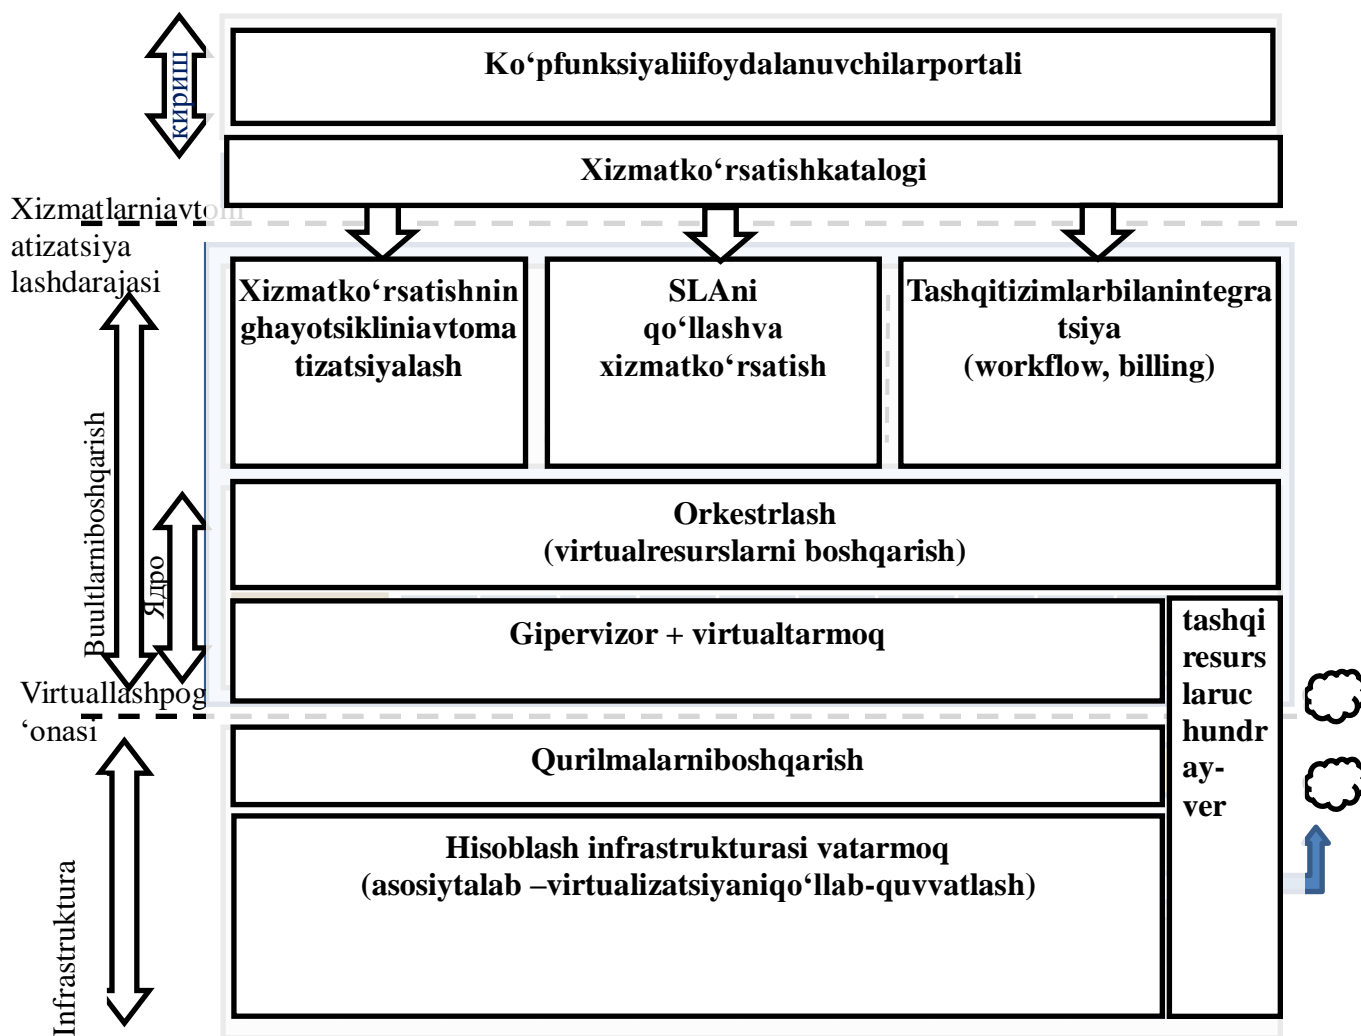 кириш
Ko‘pfunksiyaliifoydalanuvchilarportali
Xizmatko‘rsatishkatalogi
Xizmatlarniavtom
atizatsiya
lashdarajasi
Xizmatko‘rsatishnin
ghayotsikliniavtoma
tizatsiyalash
SLAni
qo‘llashva
xizmatko‘rsatish
Tashqitizimlarbilanintegra
tsiya
(workflow, billing)
Buultlarniboshqarish
Ядро
Orkestrlash
(virtualresurslarni boshqarish)
Gipervizor + virtualtarmoq
tashqi
resurs
laruc
hundr
ay-
ver
Virtuallashpog
‘onasi
Qurilmalarniboshqarish
Infrastruktura
Hisoblash infrastrukturasi vatarmoq
(asosiytalab –virtualizatsiyaniqo‘llab-quvvatlash)